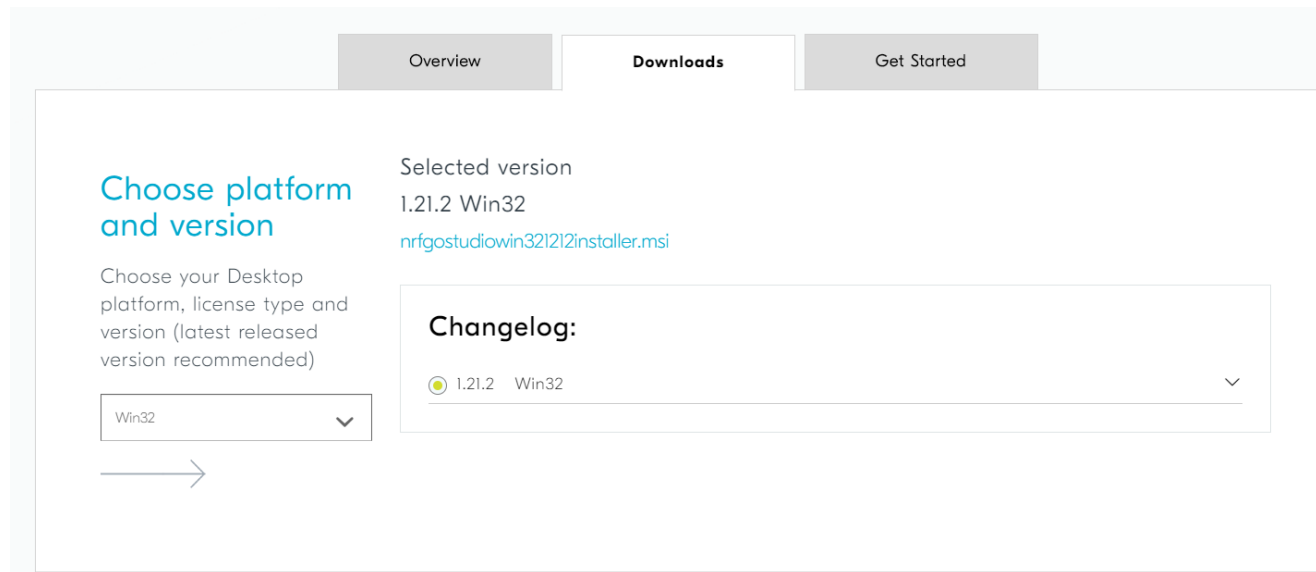 Overview
Downloads
Get Started
Choose platform
and version
Choose your Desktop
platform, license type and
version (latest released
version recommended)
Win32
Selected version
1.21.2 Win32
nrfgostudiowin321212installer.msi
Changelog:
1.21.2 Win32